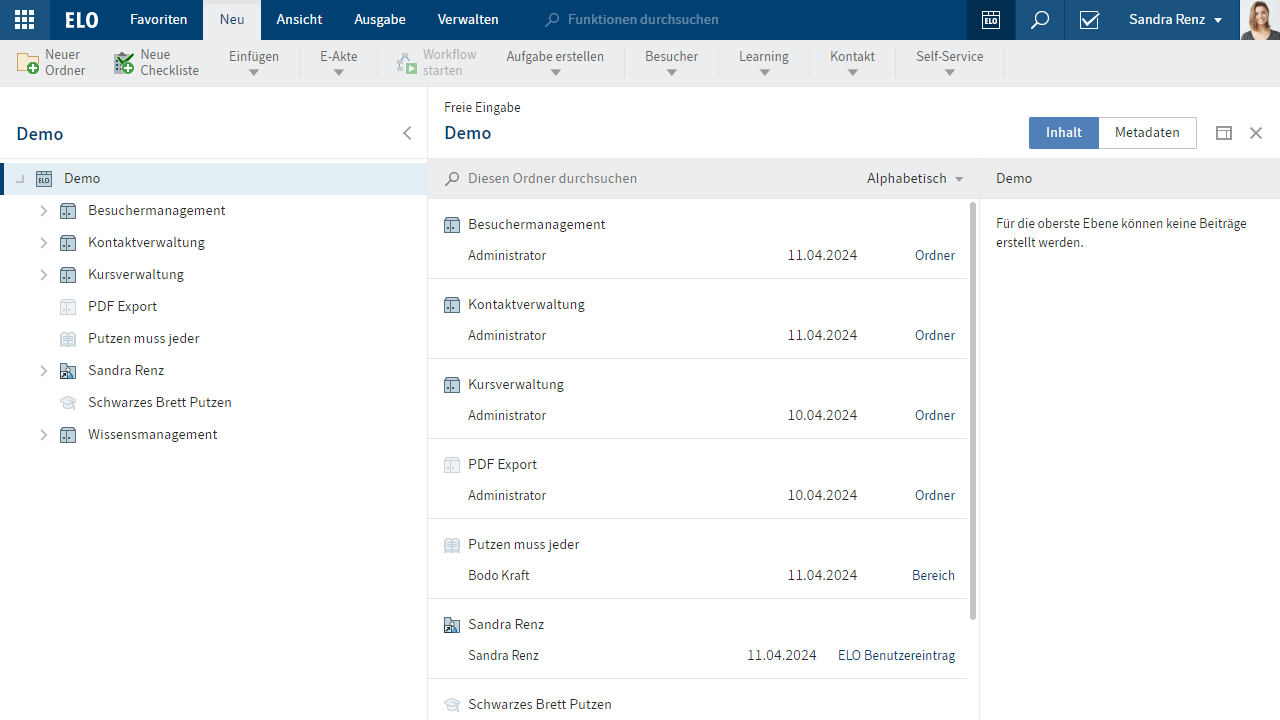 ELO Favoriten Neu Ansicht Ausgabe Verwalten Funktionen durchsuchen ELO Sandra Renz
Neuer Ordner Neue Checkliste Einfügen E-Akte Workflow starten Aufgabe erstellen Besucher Learning Kontakt Self-Service
Demo
ELO Demo
Besuchermanagement
Kontaktverwaltung
Kursverwaltung
PDF Export
Putzen muss jeder
Sandra Renz
Schwarzes Brett Putzen
Wissensmanagement
Freie Eingabe
Demo
Inhalt Metadaten
Diesen Ordner durchsuchen Alphabetisch
Besuchermanagement
Administrator 11.04.2024 Ordner
Kontaktverwaltung
Administrator 11.04.2024 Ordner
Kursverwaltung
Administrator 10.04.2024 Ordner
PDF Export
Administrator 10.04.2024 Ordner
Putzen muss jeder
Bodo Kraft 11.04.2024 Bereich
Sandra Renz
Sandra Renz 11.04.2024 ELO Benutzereintrag
Schwarzes Brett Putzen
Demo
Für die oberste Ebene können keine Beiträge
erstellt werden.